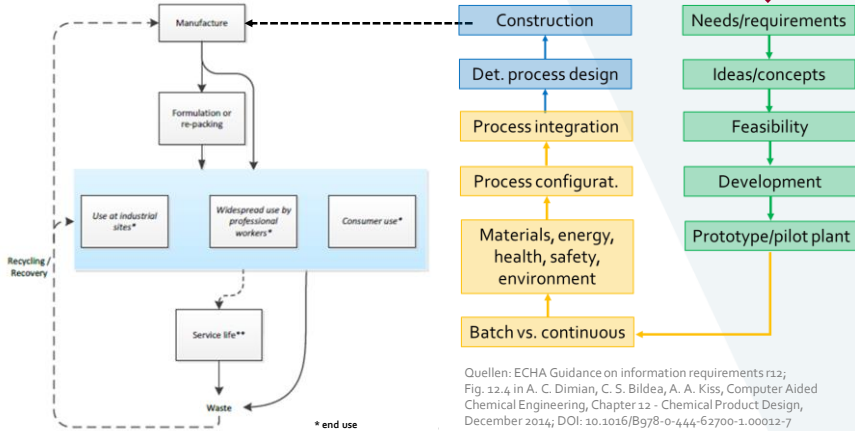 Manufacture
Formulation or
re-packing
Use at industrial
sites*
Widespread use by
professional
workers*
Consumer use*
Recycling /
Recovery
Service life**
Waste
* end use
Construction
Det. process design
Process integration
Process configurat.
Materials, energy,
health, safety,
environment
Batch vs. continuous
Needs/requirements
Ideas/concepts
Feasibility
Development
Prototype/pilot plant
Quellen: ECHA Guidance on information requirements r12;
Fig. 12.4 in A. C. Dimian, C. S. Bildea, A. A. Kiss, Computer Aided
Chemical Engineering, Chapter 12 - Chemical Product Design,
December 2014; DOI: 10.1016/B978-0-444-62700-1.00012-7